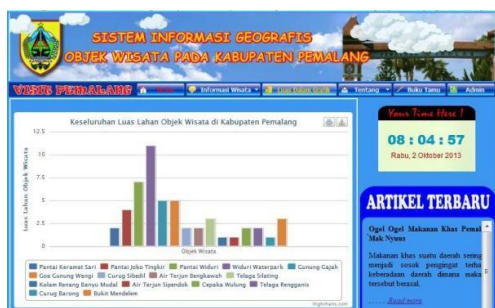 SISTEM INFORMASI GEOGRAFIS
OBJEK WISATA PADA KABUPATEN PEMALANG
VISIT PEMALANG
Informasi Wisata
Tentang
Buku Tamu
Admin
Keseluruhan Luas Lahan Objek Wisata di Kabupaten Pemalang
Luas Lahan Objek Wisata
12.5
10
7.5
5
2.5
0
Objek Wisata
Pantai Keramat Sari Pantai Joko Tingkir Pantai Widuri Widuri Waterpark Gunung Gajah
Goa Gunung Wangi Curug Sibedil Air Terjun Bengkawah Telaga Silating
Kolam Renang Banyu Mudal Air Terjun Sipendok Cepaka Wulung Telaga Rengganis
Curug Barong Bukit Mendelem
Highcharts.com
Your Time Here !
08 : 04 : 57
Rabu, 2 Oktober 2013
ARTIKEL TERBARU
Ogel Ogel Makanan Khas Pemal
Mak Nyuus
Makanan khas suatu daerah sering
menjadi sosok pengingat terha
keberadaan daerah dimana maka
tersebut berasal.
...... Read more